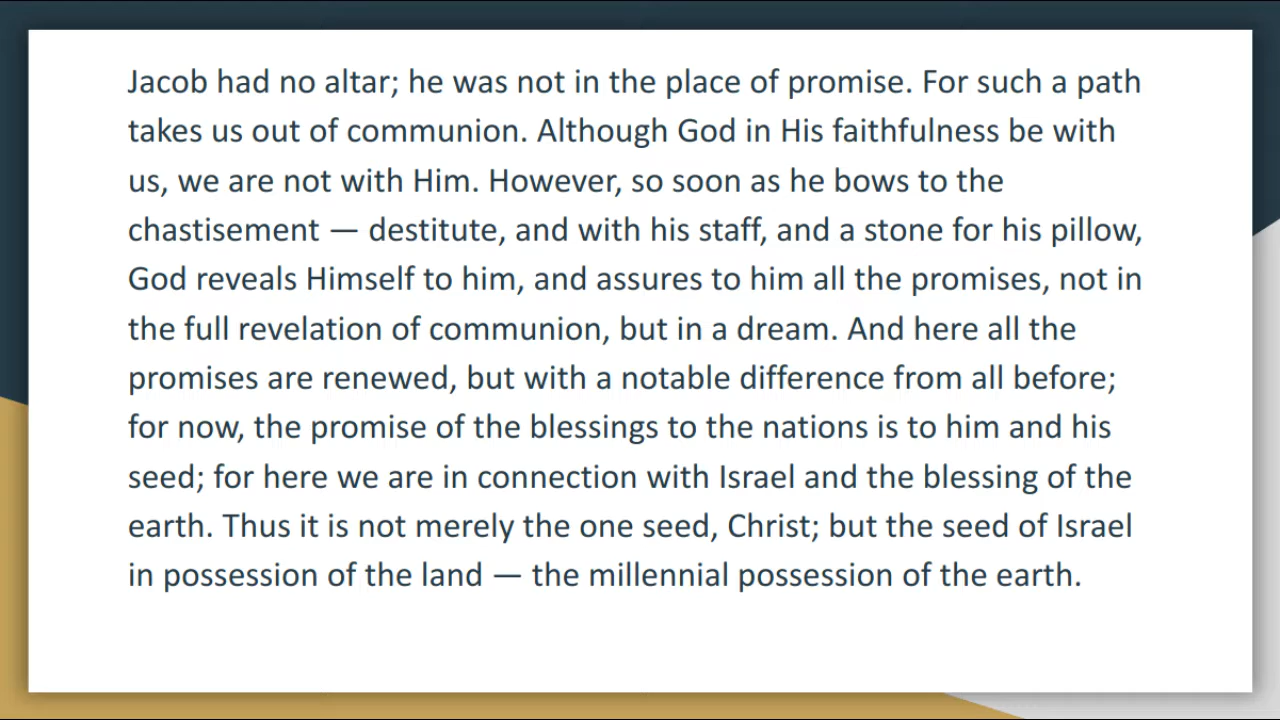 Jacob had no altar; he was not in the place of promise. For such a path
takes us out of communion. Although God in His faithfulness be with
us, we are not with Him. However, so soon as he bows to the
chastisement — destitute, and with his staff, and a stone for his pillow,
God reveals Himself to him, and assures to him all the promises, not in
the full revelation of communion, but in a dream. And here all the
promises are renewed, but with a notable difference from all before;
for now, the promise of the blessings to the nations is to him and his
seed; for here we are in connection with Israel and the blessing of the
earth. Thus it is not merely the one seed, Christ; but the seed of Israel
in possession of the land — the millennial possession of the earth.